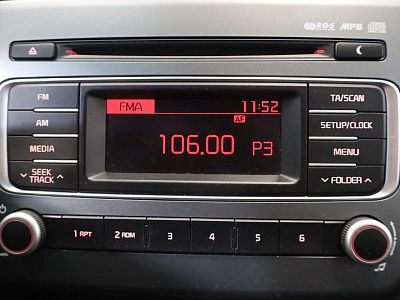 R.D.S MP3
FMA 11:52
AF
106.00 P3
FM
AM
MEDIA
SEEK
TRACK
TA/SCAN
SETUP/CLOCK
MENU
FOLDER
1 RPT 2 RDM 3 4 5 6